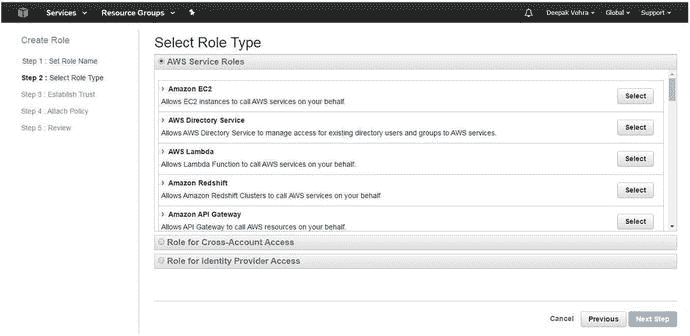 Services Resource Groups Deepak Vohra Global Support
Create Role
Step 1 : Set Role Name
Step 2 : Select Role Type
Step 3 : Establish Trust
Step 4 : Attach Policy
Step 5 : Review
Select Role Type
AWS Service Roles
Amazon EC2
Allows EC2 instances to call AWS services on your behalf.
Select
AWS Directory Service
Allows AWS Directory Service to manage access for existing directory users and groups to AWS services.
Select
AWS Lambda
Allows Lambda Function to call AWS services on your behalf.
Select
Amazon Redshift
Allows Amazon Redshift Clusters to call AWS services on your behalf
Select
Amazon API Gateway
Allows API Gateway to call AWS resources on your behalf.
Select
Role for Cross-Account Access
Role for Identity Provider Access
Cancel Previous Next Step